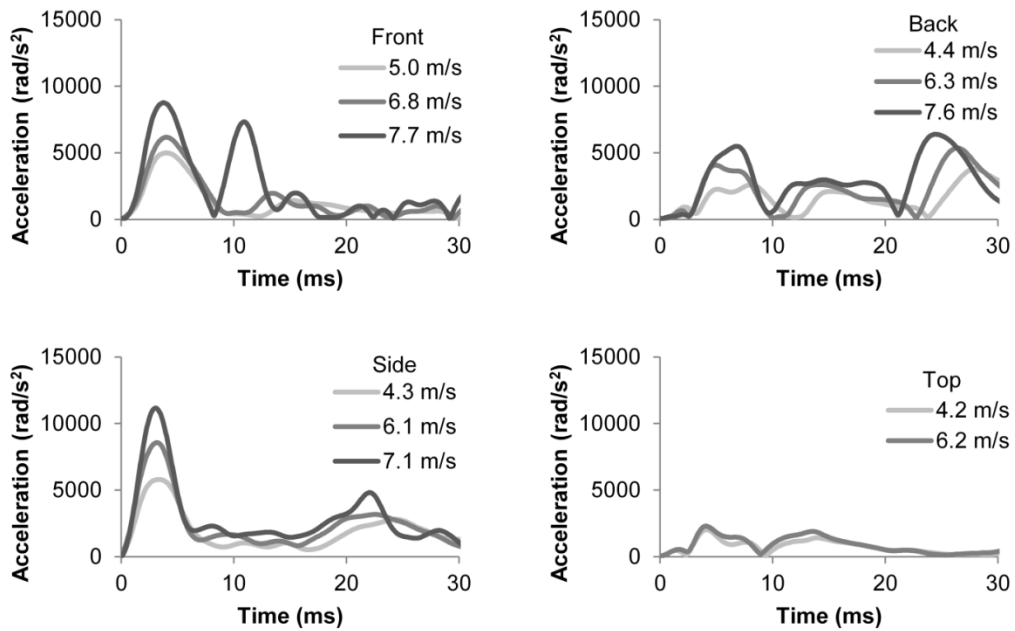 Acceleration (rad/s²)
15000
10000
5000
0
0 10 20 30
Time (ms)
Front
5.0 m/s
6.8 m/s
7.7 m/s
Acceleration (rad/s²)
15000
10000
5000
0
0 10 20 30
Time (ms)
Back
4.4 m/s
6.3 m/s
7.6 m/s
Acceleration (rad/s²)
15000
10000
5000
0
0 10 20 30
Time (ms)
Side
4.3 m/s
6.1 m/s
7.1 m/s
Acceleration (rad/s²)
15000
10000
5000
0
0 10 20 30
Time (ms)
Top
4.2 m/s
6.2 m/s